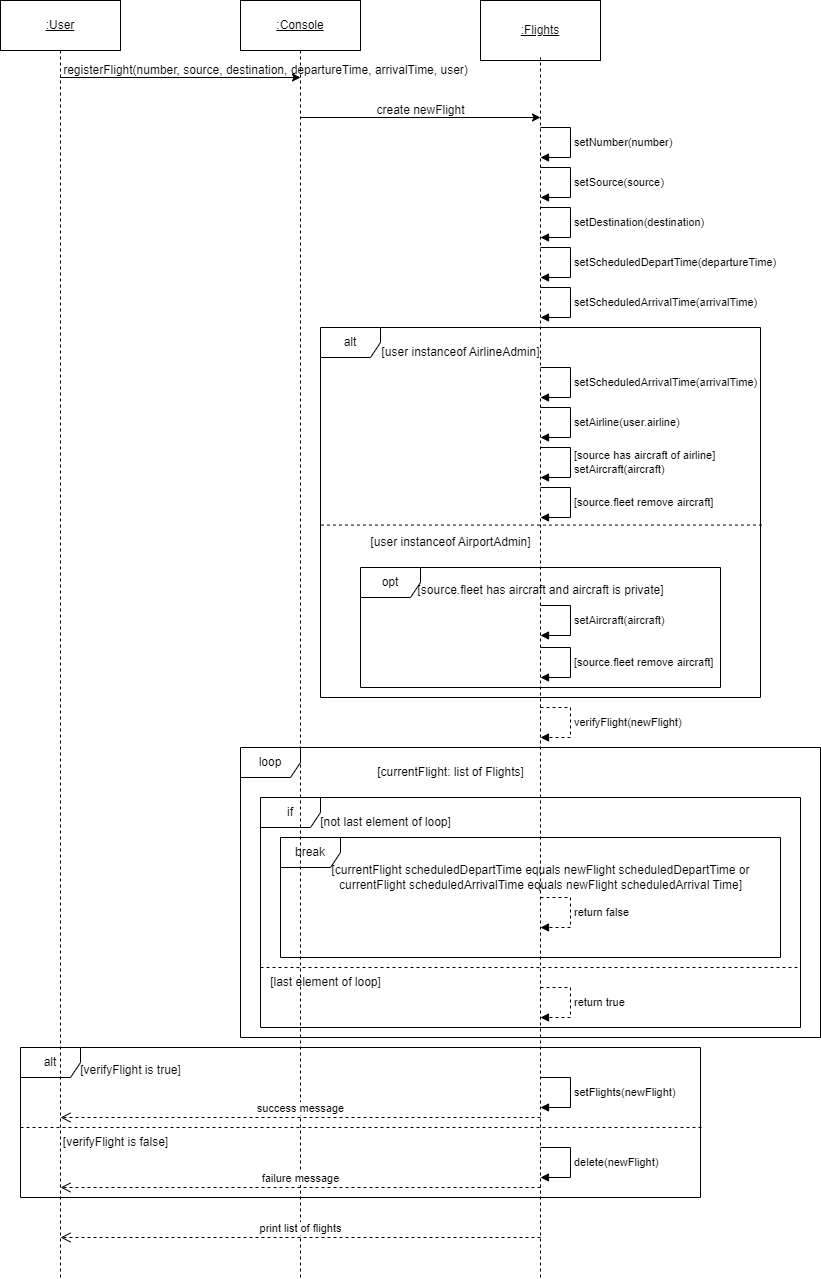 :User
:Console
:Flights
registerFlight(number, source, destination, departureTime, arrivalTime, user)
create newFlight
setNumber(number)
setSource(source)
setDestination(destination)
setScheduledDepartTime(departureTime)
setScheduledArrivalTime(arrivalTime)
alt
[user instanceof AirlineAdmin]
setScheduledArrivalTime(arrivalTime)
setAirline(user.airline)
[source has aircraft of airline]
setAircraft(aircraft)
[source.fleet remove aircraft]
[user instanceof AirportAdmin]
opt
[source.fleet has aircraft and aircraft is private]
setAircraft(aircraft)
[source.fleet remove aircraft]
verifyFlight(newFlight)
loop
[currentFlight: list of Flights]
if
[not last element of loop]
break
[currentFlight scheduledDepartTime equals newFlight scheduledDepartTime or
currentFlight scheduledArrivalTime equals newFlight scheduledArrival Time]
return false
[last element of loop]
return true
alt
[verifyFlight is true]
setFlights(newFlight)
success message
[verifyFlight is false]
delete(newFlight)
failure message
print list of flights